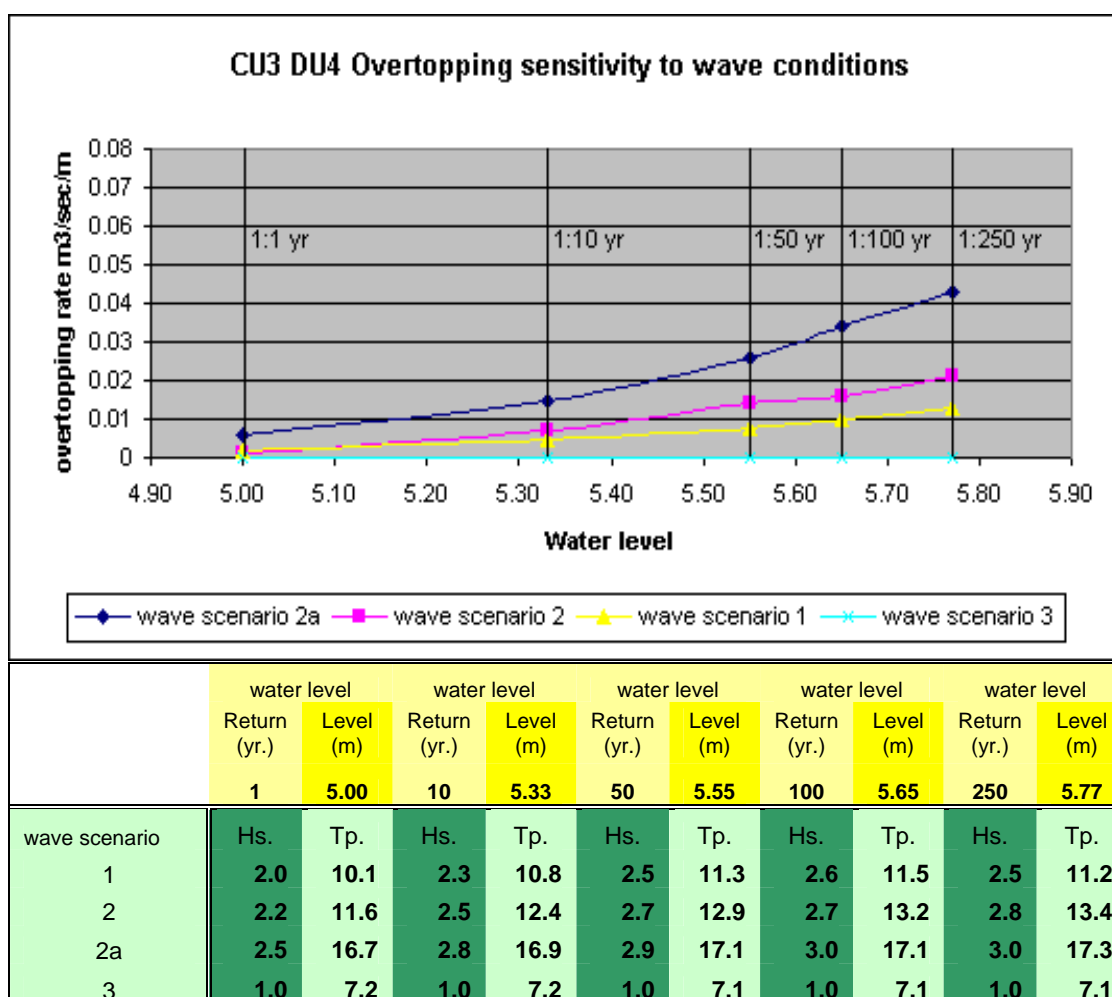 CU3 DU4 Overtopping sensitivity to wave conditions
overtopping rate m3/sec/m
0.08
0.07
0.06
0.05
0.04
0.03
0.02
0.01
0
1:1 yr 1:10 yr 1:50 yr 1:100 yr 1:250 yr
4.90 5.00 5.10 5.20 5.30 5.40 5.50 5.60 5.70 5.80 5.90
Water level
wave scenario 2a wave scenario 2 wave scenario 1 wave scenario 3
water level water level water level water level water level
Return Level Return Level Return Level Return Level Return Level
(yr.) (m) (yr.) (m) (yr.) (m) (yr.) (m) (yr.) (m)
1 5.00 10 5.33 50 5.55 100 5.65 250 5.77
wave scenario Hs. Tp. Hs. Tp. Hs. Tp. Hs. Tp. Hs. Tp.
1 2.0 10.1 2.3 10.8 2.5 11.3 2.6 11.5 2.5 11.2
2 2.2 11.6 2.5 12.4 2.7 12.9 2.7 13.2 2.8 13.4
2a 2.5 16.7 2.8 16.9 2.9 17.1 3.0 17.1 3.0 17.3
3 1.0 7.2 1.0 7.2 1.0 7.1 1.0 7.1 1.0 7.1